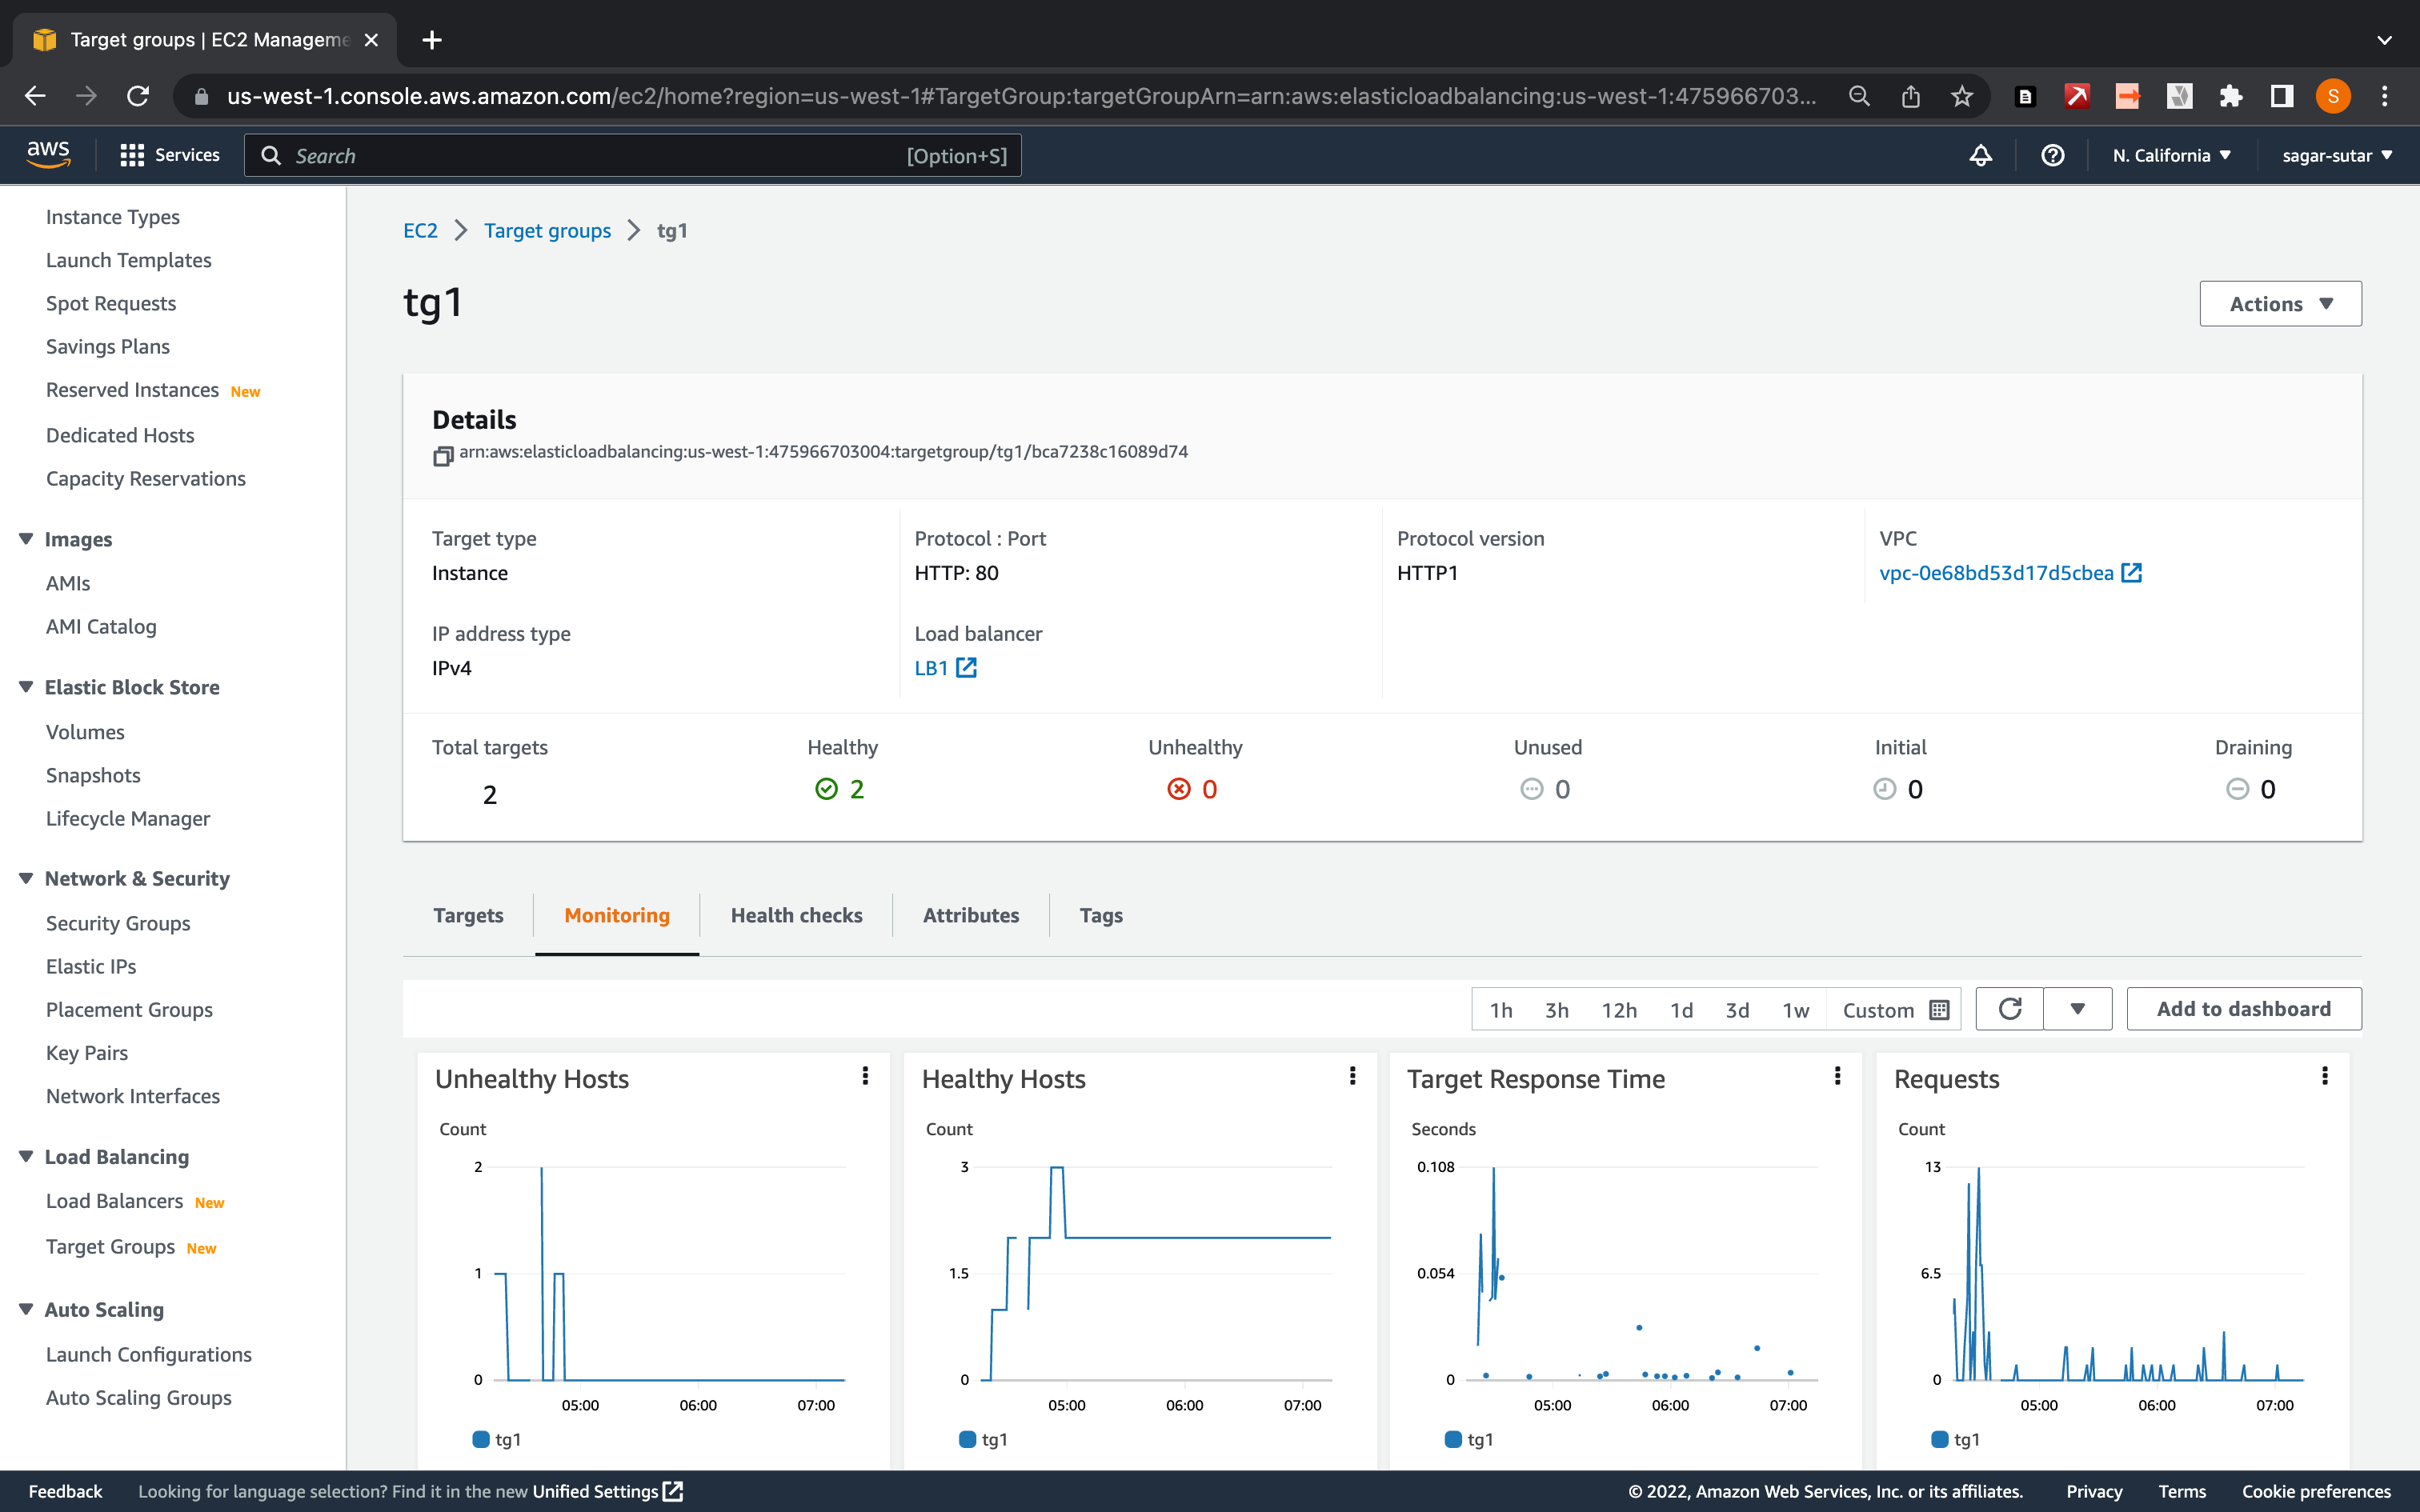 Target groups | EC2 Manageme
us-west-1.console.aws.amazon.com/ec2/home?region=us-west-1#TargetGroup:targetGroupArn=arn:aws:elasticloadbalancing:us-west-1:475966703...
S
aws
Services
Search
[Option+S]
N. California
sagar-sutar
Instance Types
Launch Templates
Spot Requests
Savings Plans
Reserved Instances New
Dedicated Hosts
Capacity Reservations
Images
AMIs
AMI Catalog
Elastic Block Store
Volumes
Snapshots
Lifecycle Manager
Network & Security
Security Groups
Elastic IPs
Placement Groups
Key Pairs
Network Interfaces
Load Balancing
Load Balancers New
Target Groups New
Auto Scaling
Launch Configurations
Auto Scaling Groups
EC2 > Target groups > tg1
tg1
Actions
Details
arn:aws:elasticloadbalancing:us-west-1:475966703004:targetgroup/tg1/bca7238c16089d74
Target type
Instance
Protocol : Port
HTTP: 80
Protocol version
HTTP1
VPC
vpc-0e68bd53d17d5cbea
IP address type
IPv4
Load balancer
LB1
Total targets
2
Healthy
2
Unhealthy
0
Unused
0
Initial
0
Draining
0
Targets
Monitoring
Health checks
Attributes
Tags
1h 3h 12h 1d 3d 1w Custom
Add to dashboard
Unhealthy Hosts
Count
2
1
0
05:00 06:00 07:00
tg1
Healthy Hosts
Count
3
1.5
0
05:00 06:00 07:00
tg1
Target Response Time
Seconds
0.108
0.054
0
05:00 06:00 07:00
tg1
Requests
Count
13
6.5
0
05:00 06:00 07:00
tg1
Feedback
Looking for language selection? Find it in the new Unified Settings
© 2022, Amazon Web Services, Inc. or its affiliates.
Privacy
Terms
Cookie preferences